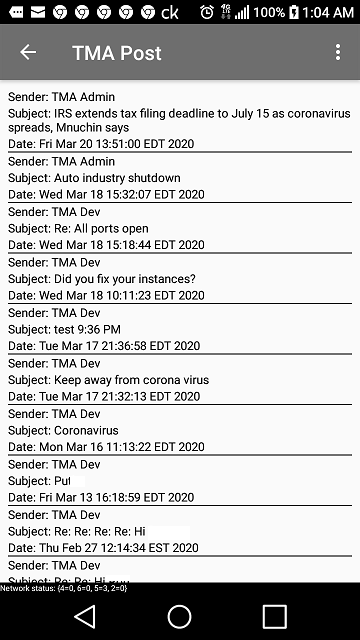 ck 4G LTE 100% 1:04 AM
TMA Post
Sender: TMA Admin
Subject: IRS extends tax filing deadline to July 15 as coronavirus
spreads, Mnuchin says
Date: Fri Mar 20 13:51:00 EDT 2020
Sender: TMA Admin
Subject: Auto industry shutdown
Date: Wed Mar 18 15:32:07 EDT 2020
Sender: TMA Dev
Subject: Re: All ports open
Date: Wed Mar 18 15:18:44 EDT 2020
Sender: TMA Dev
Subject: Did you fix your instances?
Date: Wed Mar 18 10:11:23 EDT 2020
Sender: TMA Dev
Subject: test 9:36 PM
Date: Tue Mar 17 21:36:58 EDT 2020
Sender: TMA Dev
Subject: Keep away from corona virus
Date: Tue Mar 17 21:32:13 EDT 2020
Sender: TMA Dev
Subject: Coronavirus
Date: Mon Mar 16 11:13:22 EDT 2020
Sender: TMA Dev
Subject: Put
Date: Fri Mar 13 16:18:59 EDT 2020
Sender: TMA Dev
Subject: Re: Re: Re: Re: Hi
Date: Thu Feb 27 12:14:34 EST 2020
Sender: TMA Dev
Subject: Re: Re: Hi
Network status: {4=0, 6=0, 5=3, 2=0}